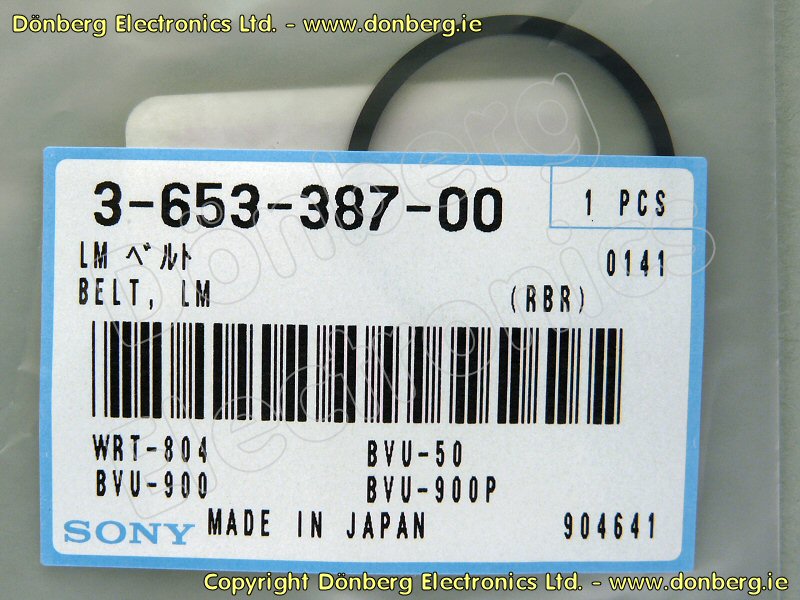 Dönberg Electronics Ltd. - www.donberg.ie
3-653-387-00
1 PCS
LM ベルト
0141
BELT, LM
(RBR)
Dönberg
Electronics
WRT-804
BVU-50
BVU-900
BVU-900P
SONY MADE IN JAPAN
904641
Copyright Dönberg Electronics Ltd. - www.donberg.ie